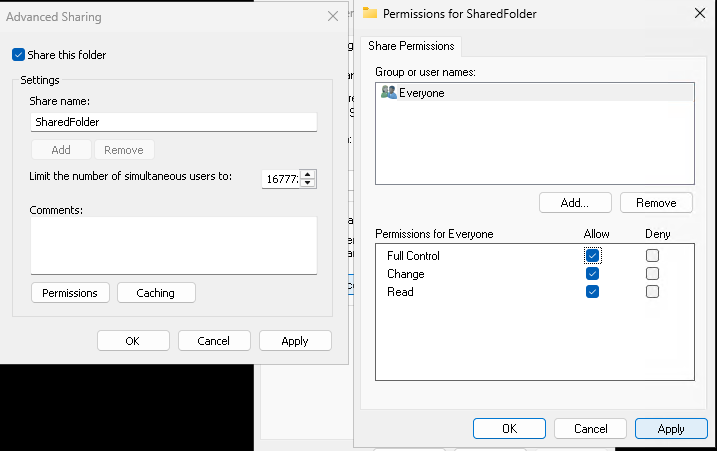 Advanced Sharing
Share this folder
Settings
Share name:
SharedFolder
Add
Remove
Limit the number of simultaneous users to:
Comments:
Permissions
Caching
OK
Cancel
Apply
Permissions for SharedFolder
Share Permissions
Group or user names:
Everyone
Add...
Remove
Permissions for Everyone
Allow
Deny
Full Control
Change
Read
OK
Cancel
Apply